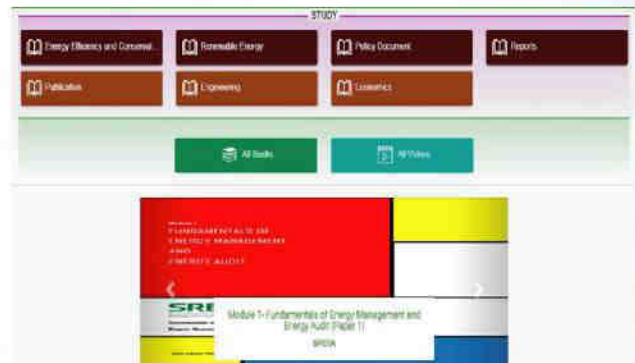 STUDY
Energy Efficiency and Conservat...
Renewable Energy
Policy Document
Reports
Publication
Engineering
Economics
All Books
All Videos
FUNDAMENTALS OF
ENERGY MANAGEMENT
AND
ENERGY AUDIT
SRE
Module 1- Fundamentals of Energy Management and
Energy Audit (Paper 1)
SREDA